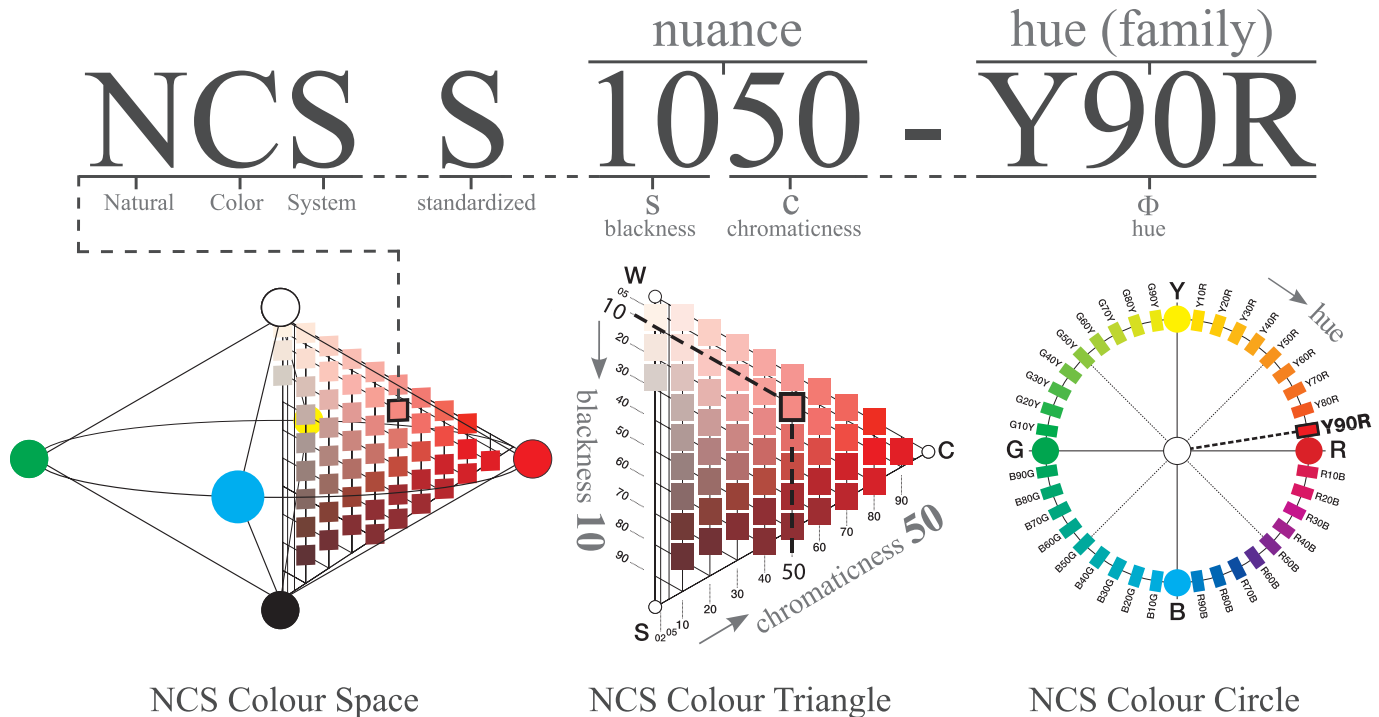 nuance hue (family)
NCS S 1050 - Y90R
Natural Color System standardized S C Φ
blackness chromaticness hue
W
05
10
20
30
40
50
60
70
80
90
blackness 10
S
02 05 10
20
30
40
50
60
70
80
90
C
chromaticness 50
Y
hue
G90Y
G80Y
G70Y
G60Y
G50Y
G40Y
G30Y
G20Y
G10Y
Y10R
Y20R
Y30R
Y40R
Y50R
Y60R
Y70R
Y80R
Y90R
G
R
B90G
B80G
B70G
B60G
B50G
B40G
B30G
B20G
B10G
R10B
R20B
R30B
R40B
R50B
R60B
R70B
R80B
R90B
B
NCS Colour Space NCS Colour Triangle NCS Colour Circle